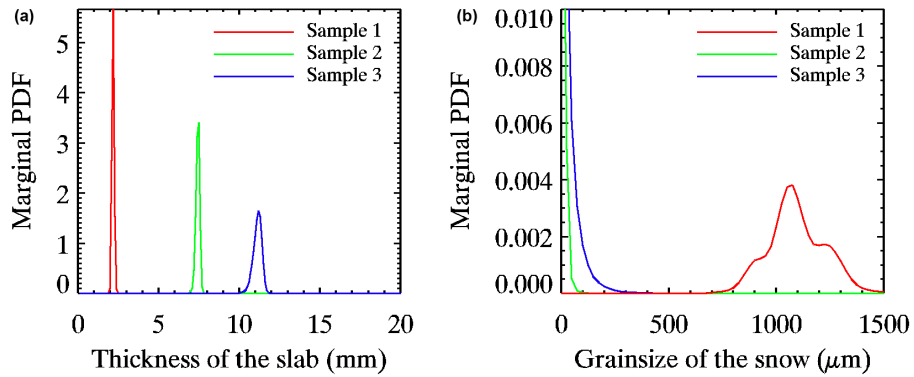 (a)
Sample 1
Sample 2
Sample 3
Marginal PDF
5
4
3
2
1
0
0 5 10 15 20
Thickness of the slab (mm)
(b)
Sample 1
Sample 2
Sample 3
Marginal PDF
0.010
0.008
0.006
0.004
0.002
0.000
0 500 1000 1500
Grainsize of the snow (μm)